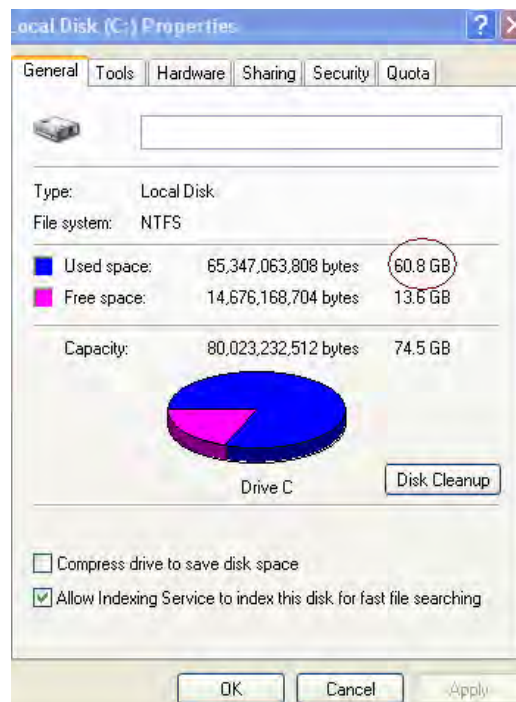 Local Disk (C:) Properties
General Tools Hardware Sharing Security Quota
Type: Local Disk
File system: NTFS
Used space: 65,347,063,808 bytes 60.8 GB
Free space: 14,676,168,704 bytes 13.6 GB
Capacity: 80,023,232,512 bytes 74.5 GB
Drive C
Disk Cleanup
Compress drive to save disk space
Allow Indexing Service to index this disk for fast file searching
OK Cancel Apply